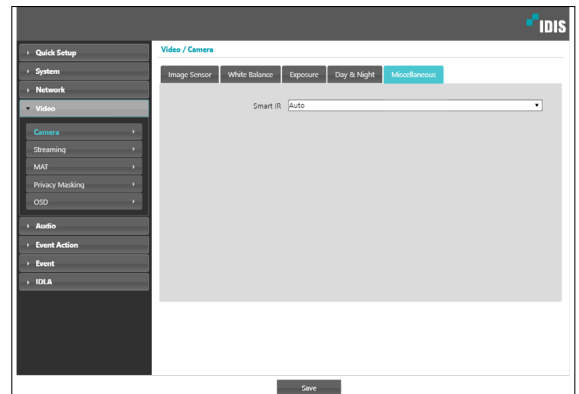 IDIS
Quick Setup
System
Network
Video
Camera
Streaming
MAT
Privacy Masking
OSD
Audio
Event Action
Event
IDLA
Video / Camera
Image Sensor White Balance Exposure Day & Night Miscellaneous
Smart IR Auto
Save